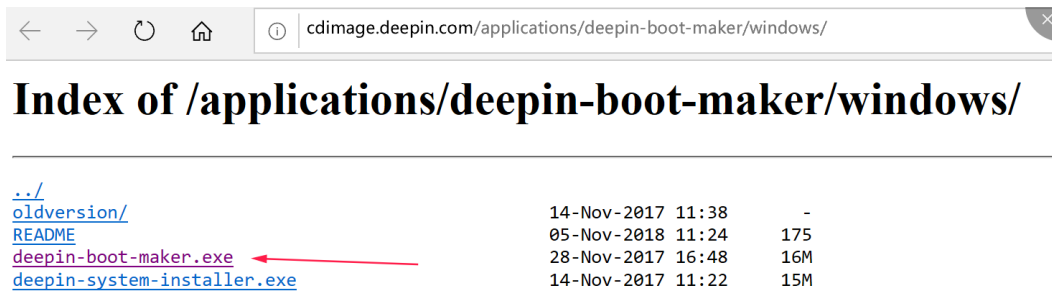 cdimage.deepin.com/applications/deepin-boot-maker/windows/
Index of /applications/deepin-boot-maker/windows/
../
oldversion/ 14-Nov-2017 11:38 -
README 05-Nov-2018 11:24 175
deepin-boot-maker.exe 28-Nov-2017 16:48 16M
deepin-system-installer.exe 14-Nov-2017 11:22 15M